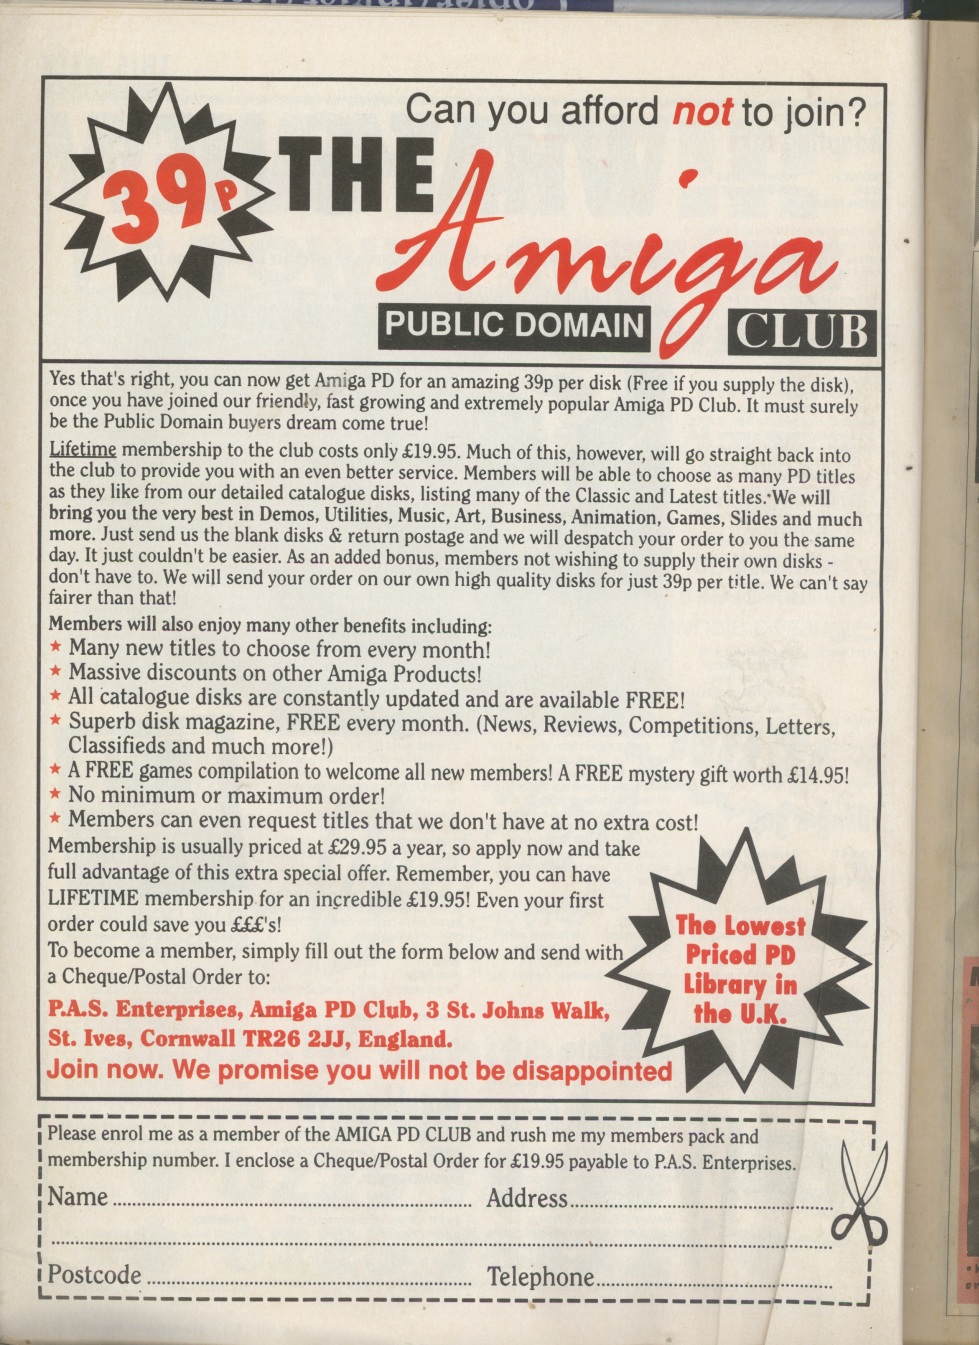 Can you afford not to join?
39P
THE
Amiga
PUBLIC DOMAIN
CLUB
Yes that's right, you can now get Amiga PD for an amazing 39p per disk (Free if you supply the disk),
once you have joined our friendly, fast growing and extremely popular Amiga PD Club. It must surely
be the Public Domain buyers dream come true!
Lifetime membership to the club costs only £19.95. Much of this, however, will go straight back into
the club to provide you with an even better service. Members will be able to choose as many PD titles
as they like from our detailed catalogue disks, listing many of the Classic and Latest titles. We will
bring you the very best in Demos, Utilities, Music, Art, Business, Animation, Games, Slides and much
more. Just send us the blank disks & return postage and we will despatch your order to you the same
day. It just couldn't be easier. As an added bonus, members not wishing to supply their own disks -
don't have to. We will send your order on our own high quality disks for just 39p per title. We can't say
fairer than that!
Members will also enjoy many other benefits including:
★ Many new titles to choose from every month!
★ Massive discounts on other Amiga Products!
★ All catalogue disks are constantly updated and are available FREE!
★ Superb disk magazine, FREE every month. (News, Reviews, Competitions, Letters,
Classifieds and much more!)
★ A FREE games compilation to welcome all new members! A FREE mystery gift worth £14.95!
★ No minimum or maximum order!
★ Members can even request titles that we don't have at no extra cost!
Membership is usually priced at £29.95 a year, so apply now and take
full advantage of this extra special offer. Remember, you can have
LIFETIME membership for an incredible £19.95! Even your first
order could save you £££'s!
To become a member, simply fill out the form below and send with
a Cheque/Postal Order to:
P.A.S. Enterprises, Amiga PD Club, 3 St. Johns Walk,
St. Ives, Cornwall TR26 2JJ, England.
Join now. We promise you will not be disappointed
The Lowest
Priced PD
Library in
the U.K.
Please enrol me as a member of the AMIGA PD CLUB and rush me my members pack and
membership number. I enclose a Cheque/Postal Order for £19.95 payable to P.A.S. Enterprises.
Name ........ Address ........
Postcode ........ Telephone ........